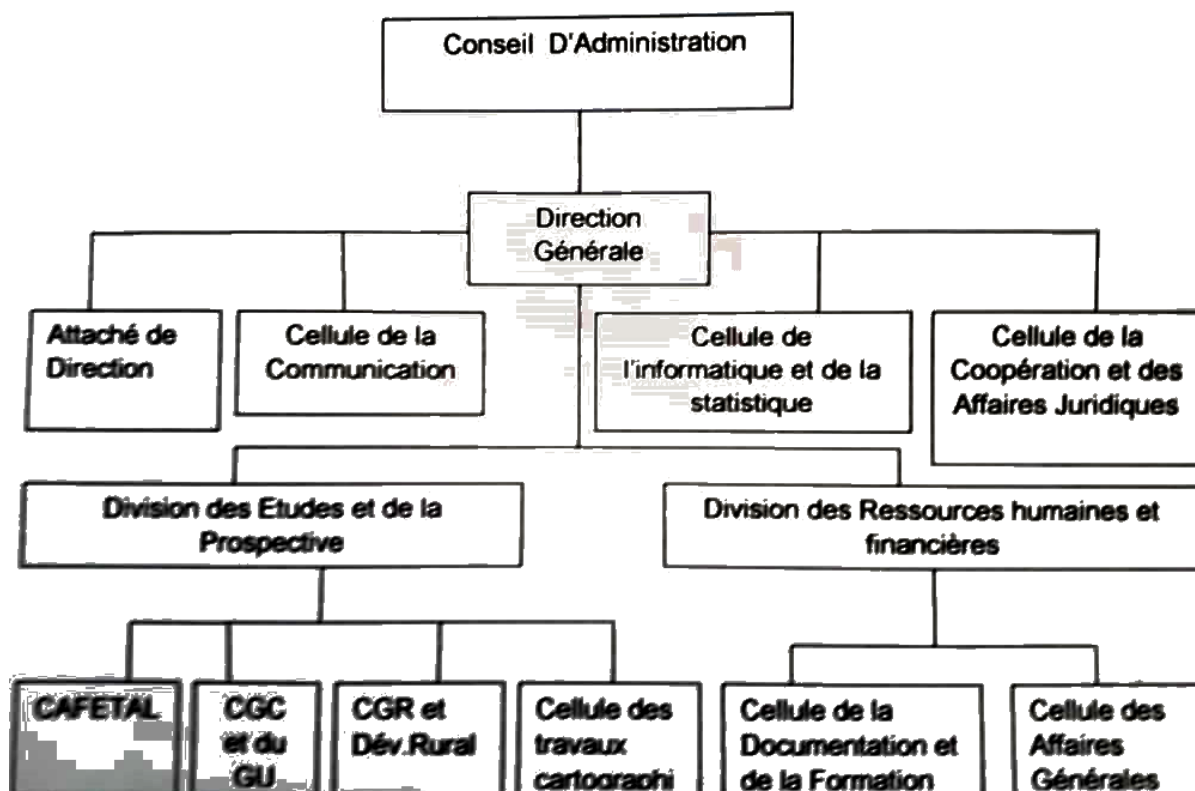 Conseil D'Administration
Direction
Générale
Attaché de
Direction
Cellule de la
Communication
Cellule de
l'informatique et de la
statistique
Cellule de la
Coopération et des
Affaires Juridiques
Division des Etudes et de la
Prospective
Division des Ressources humaines et
financières
CAFETAL
CGC
et du
GU
CGR et
Dév.Rural
Cellule des
travaux
cartographi
Cellule de la
Documentation et
de la Formation
Cellule des
Affaires
Générales